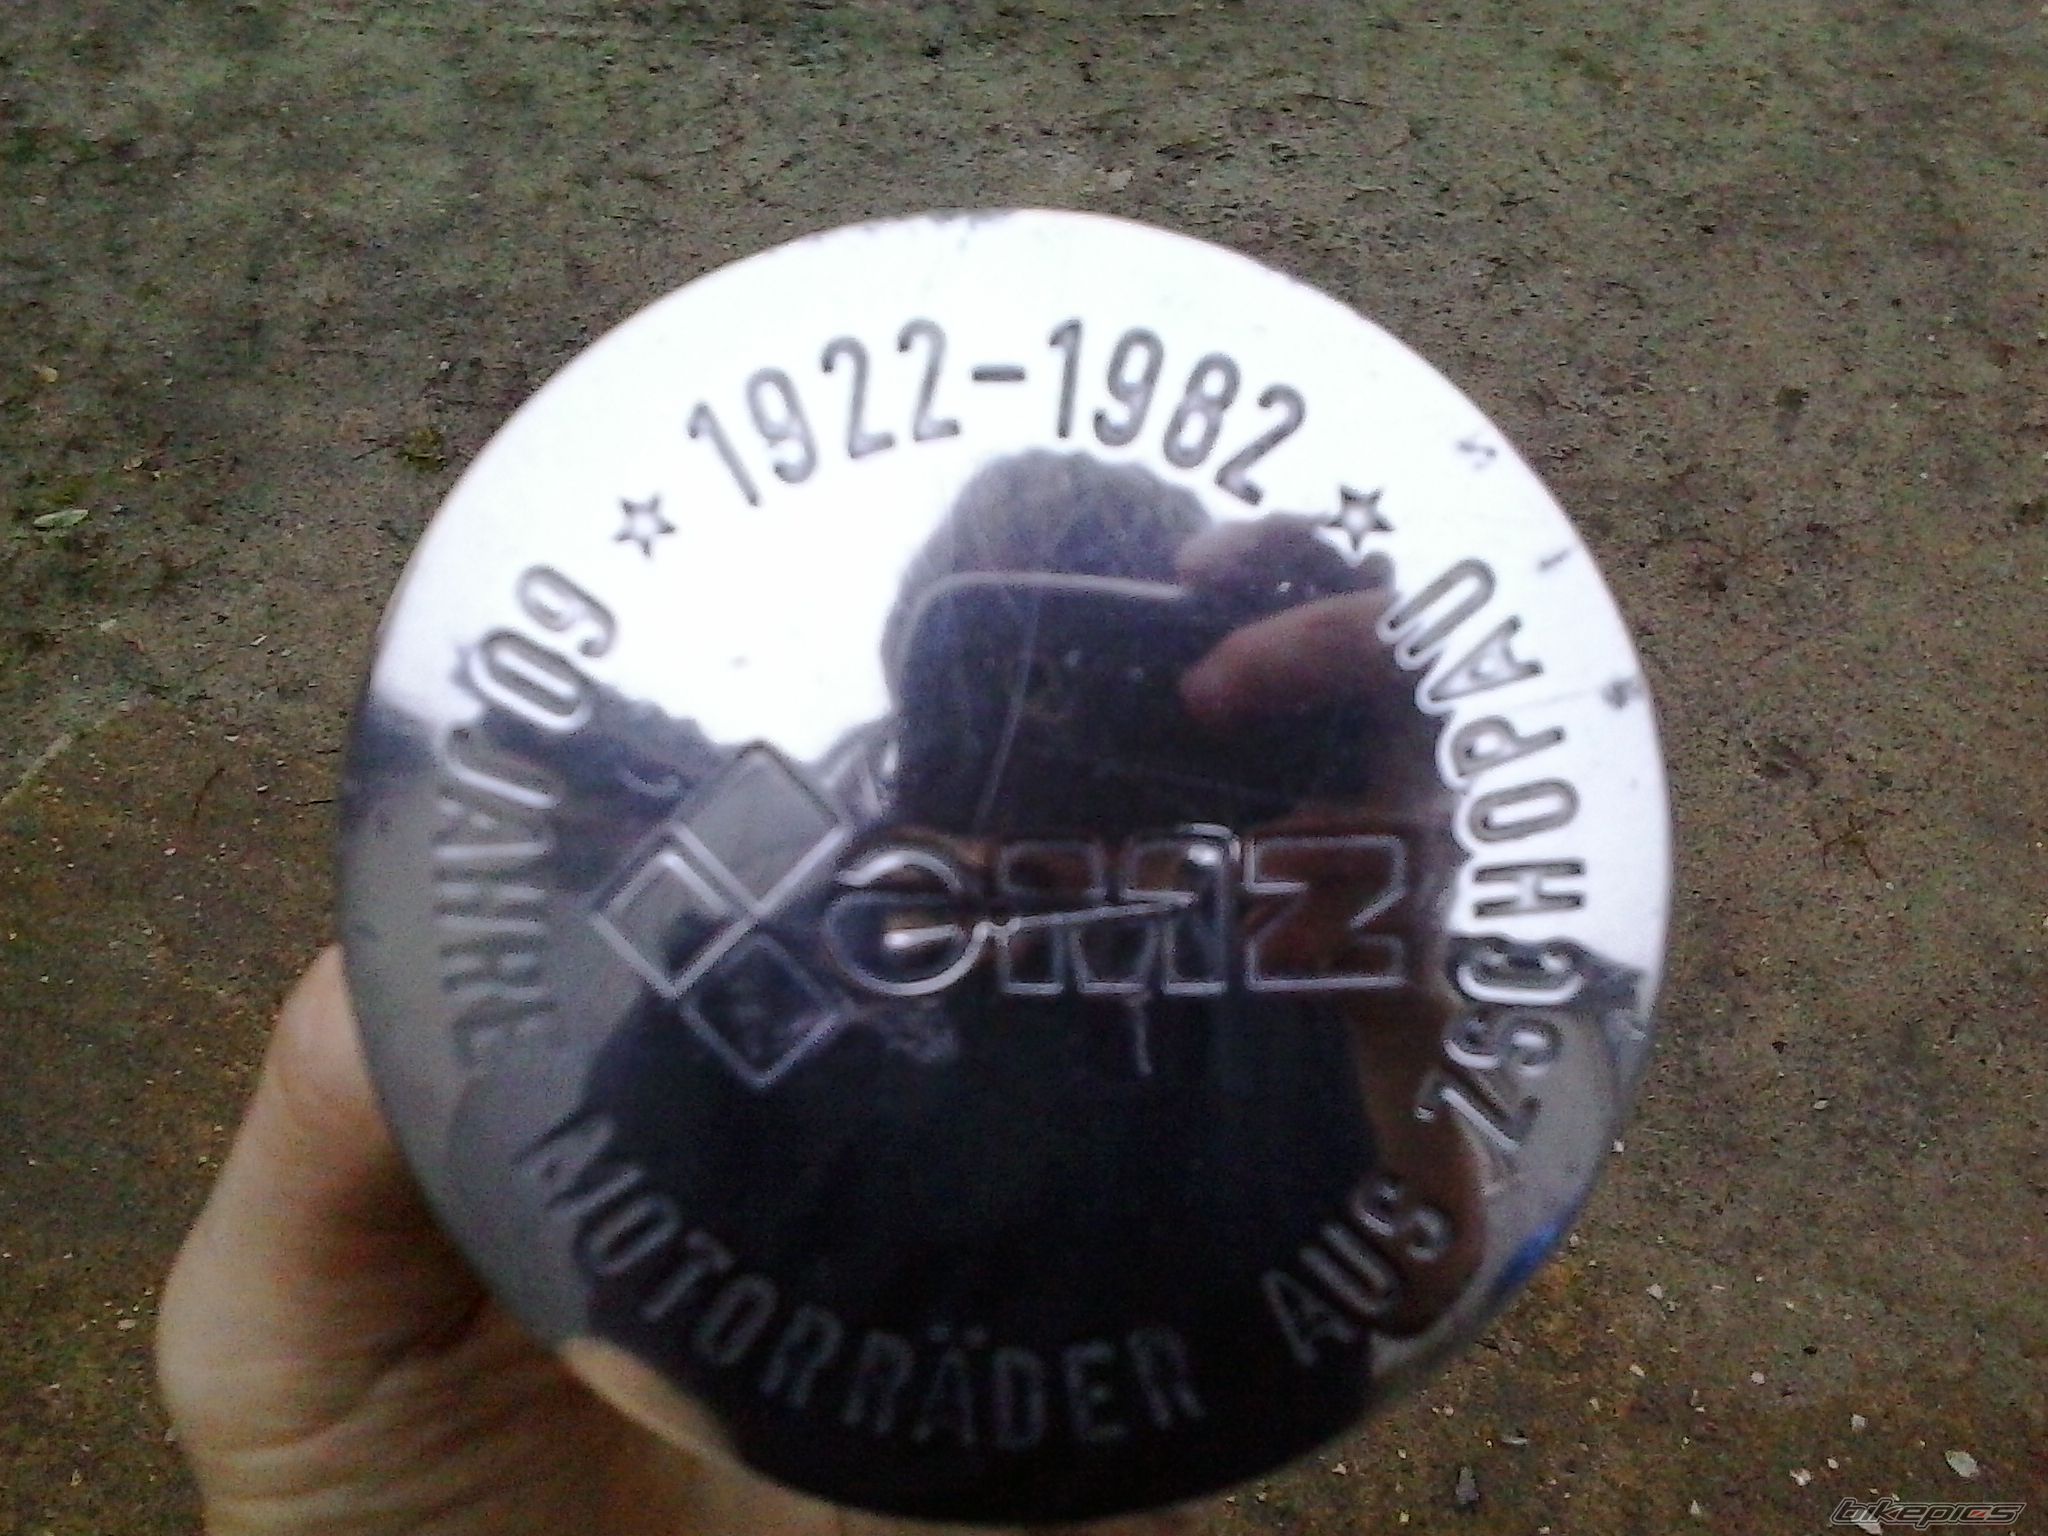 ★ 1922-1982 ★
60 JAHRE MOTORRÄDER AUS ZSCHOPAU
MZ
bikepics